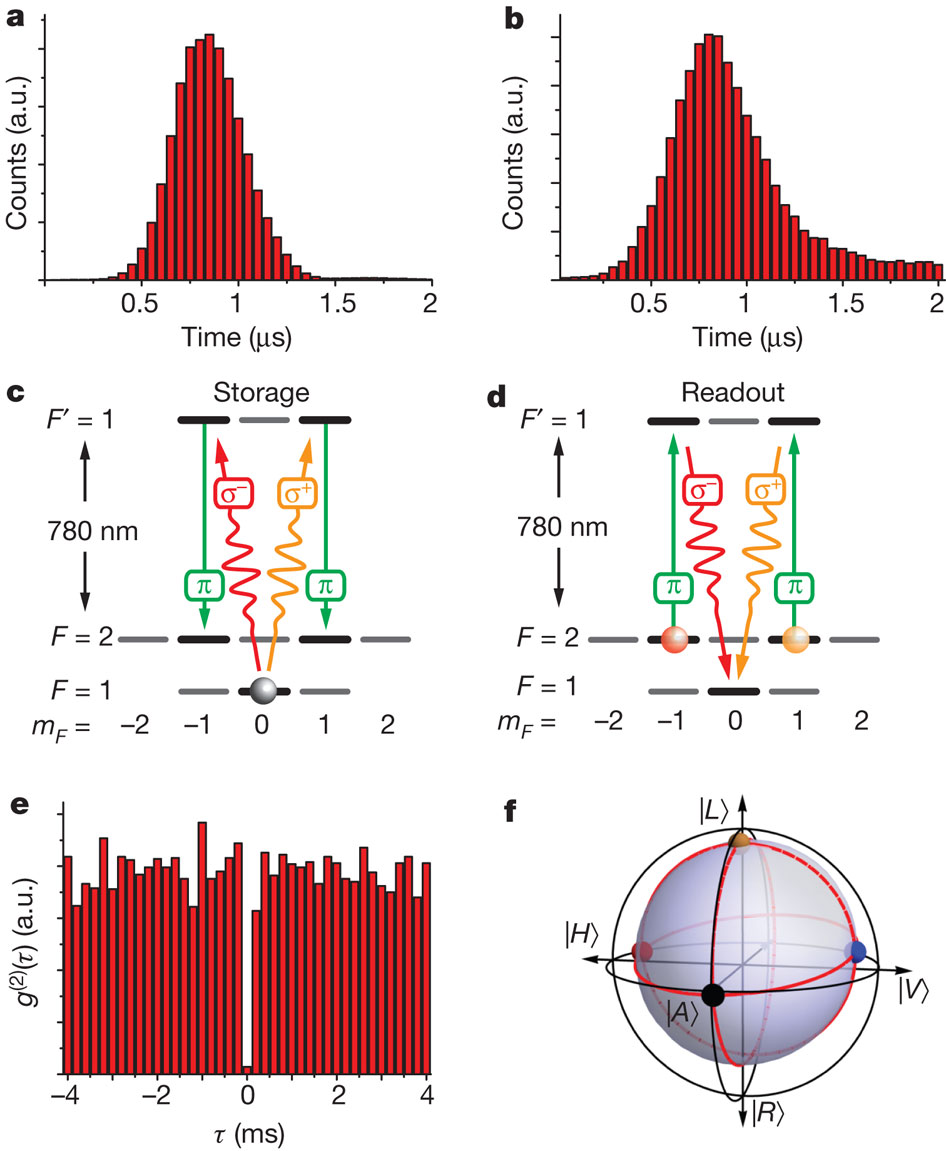 a
Counts (a.u.)
0.5 1 1.5 2
Time (μs)
b
Counts (a.u.)
0.5 1 1.5 2
Time (μs)
c
Storage
F′ = 1
σ− σ+
780 nm
π π
F = 2
F = 1
mF = −2 −1 0 1 2
d
Readout
F′ = 1
σ− σ+
780 nm
π π
F = 2
F = 1
mF = −2 −1 0 1 2
e
g(2)(τ) (a.u.)
−4 −2 0 2 4
τ (ms)
f
|L⟩
|H⟩
|V⟩
|A⟩
|R⟩